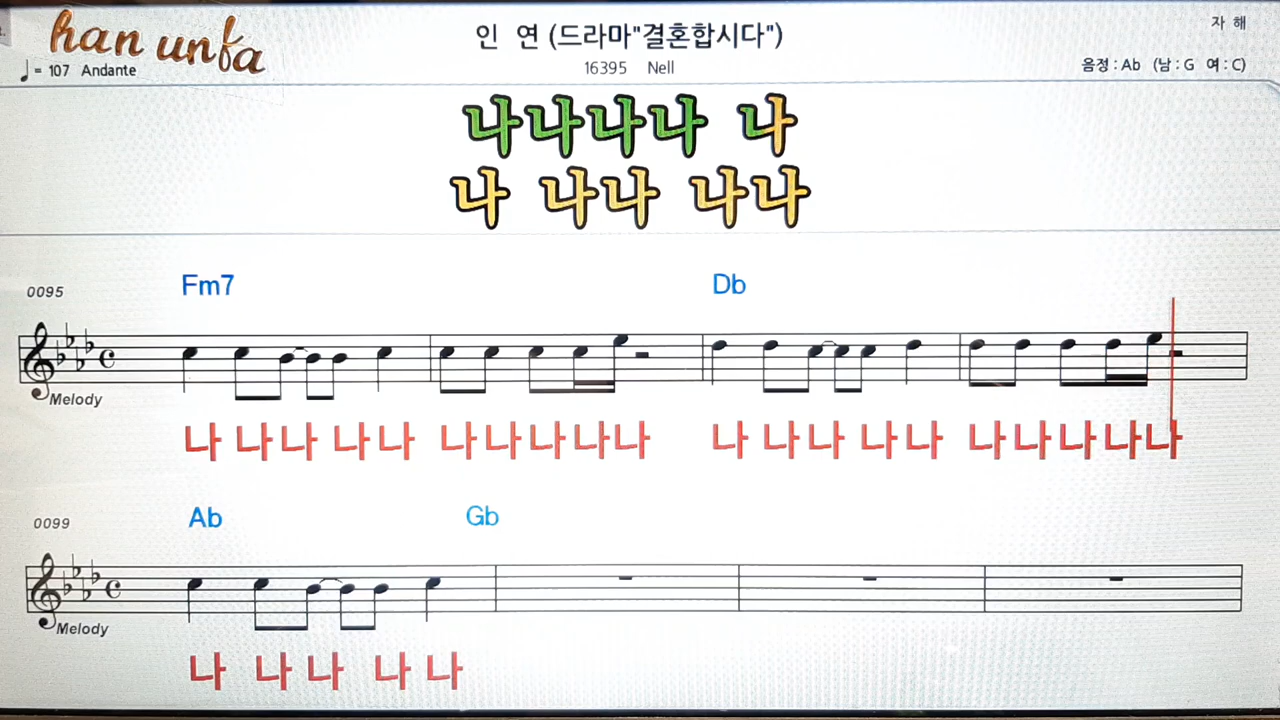 han unfa
인 연 (드라마"결혼합시다")
자 해
♩= 107 Andante
16395 Nell
음정 : Ab (남 : G 여 : C)
나나나나 나
나 나나 나나
Fm7 Db
0095
Melody
나 나나 나나 나나나나나 나 나나 나나 나나나나나
Ab Gb
0099
Melody
나 나나 나나